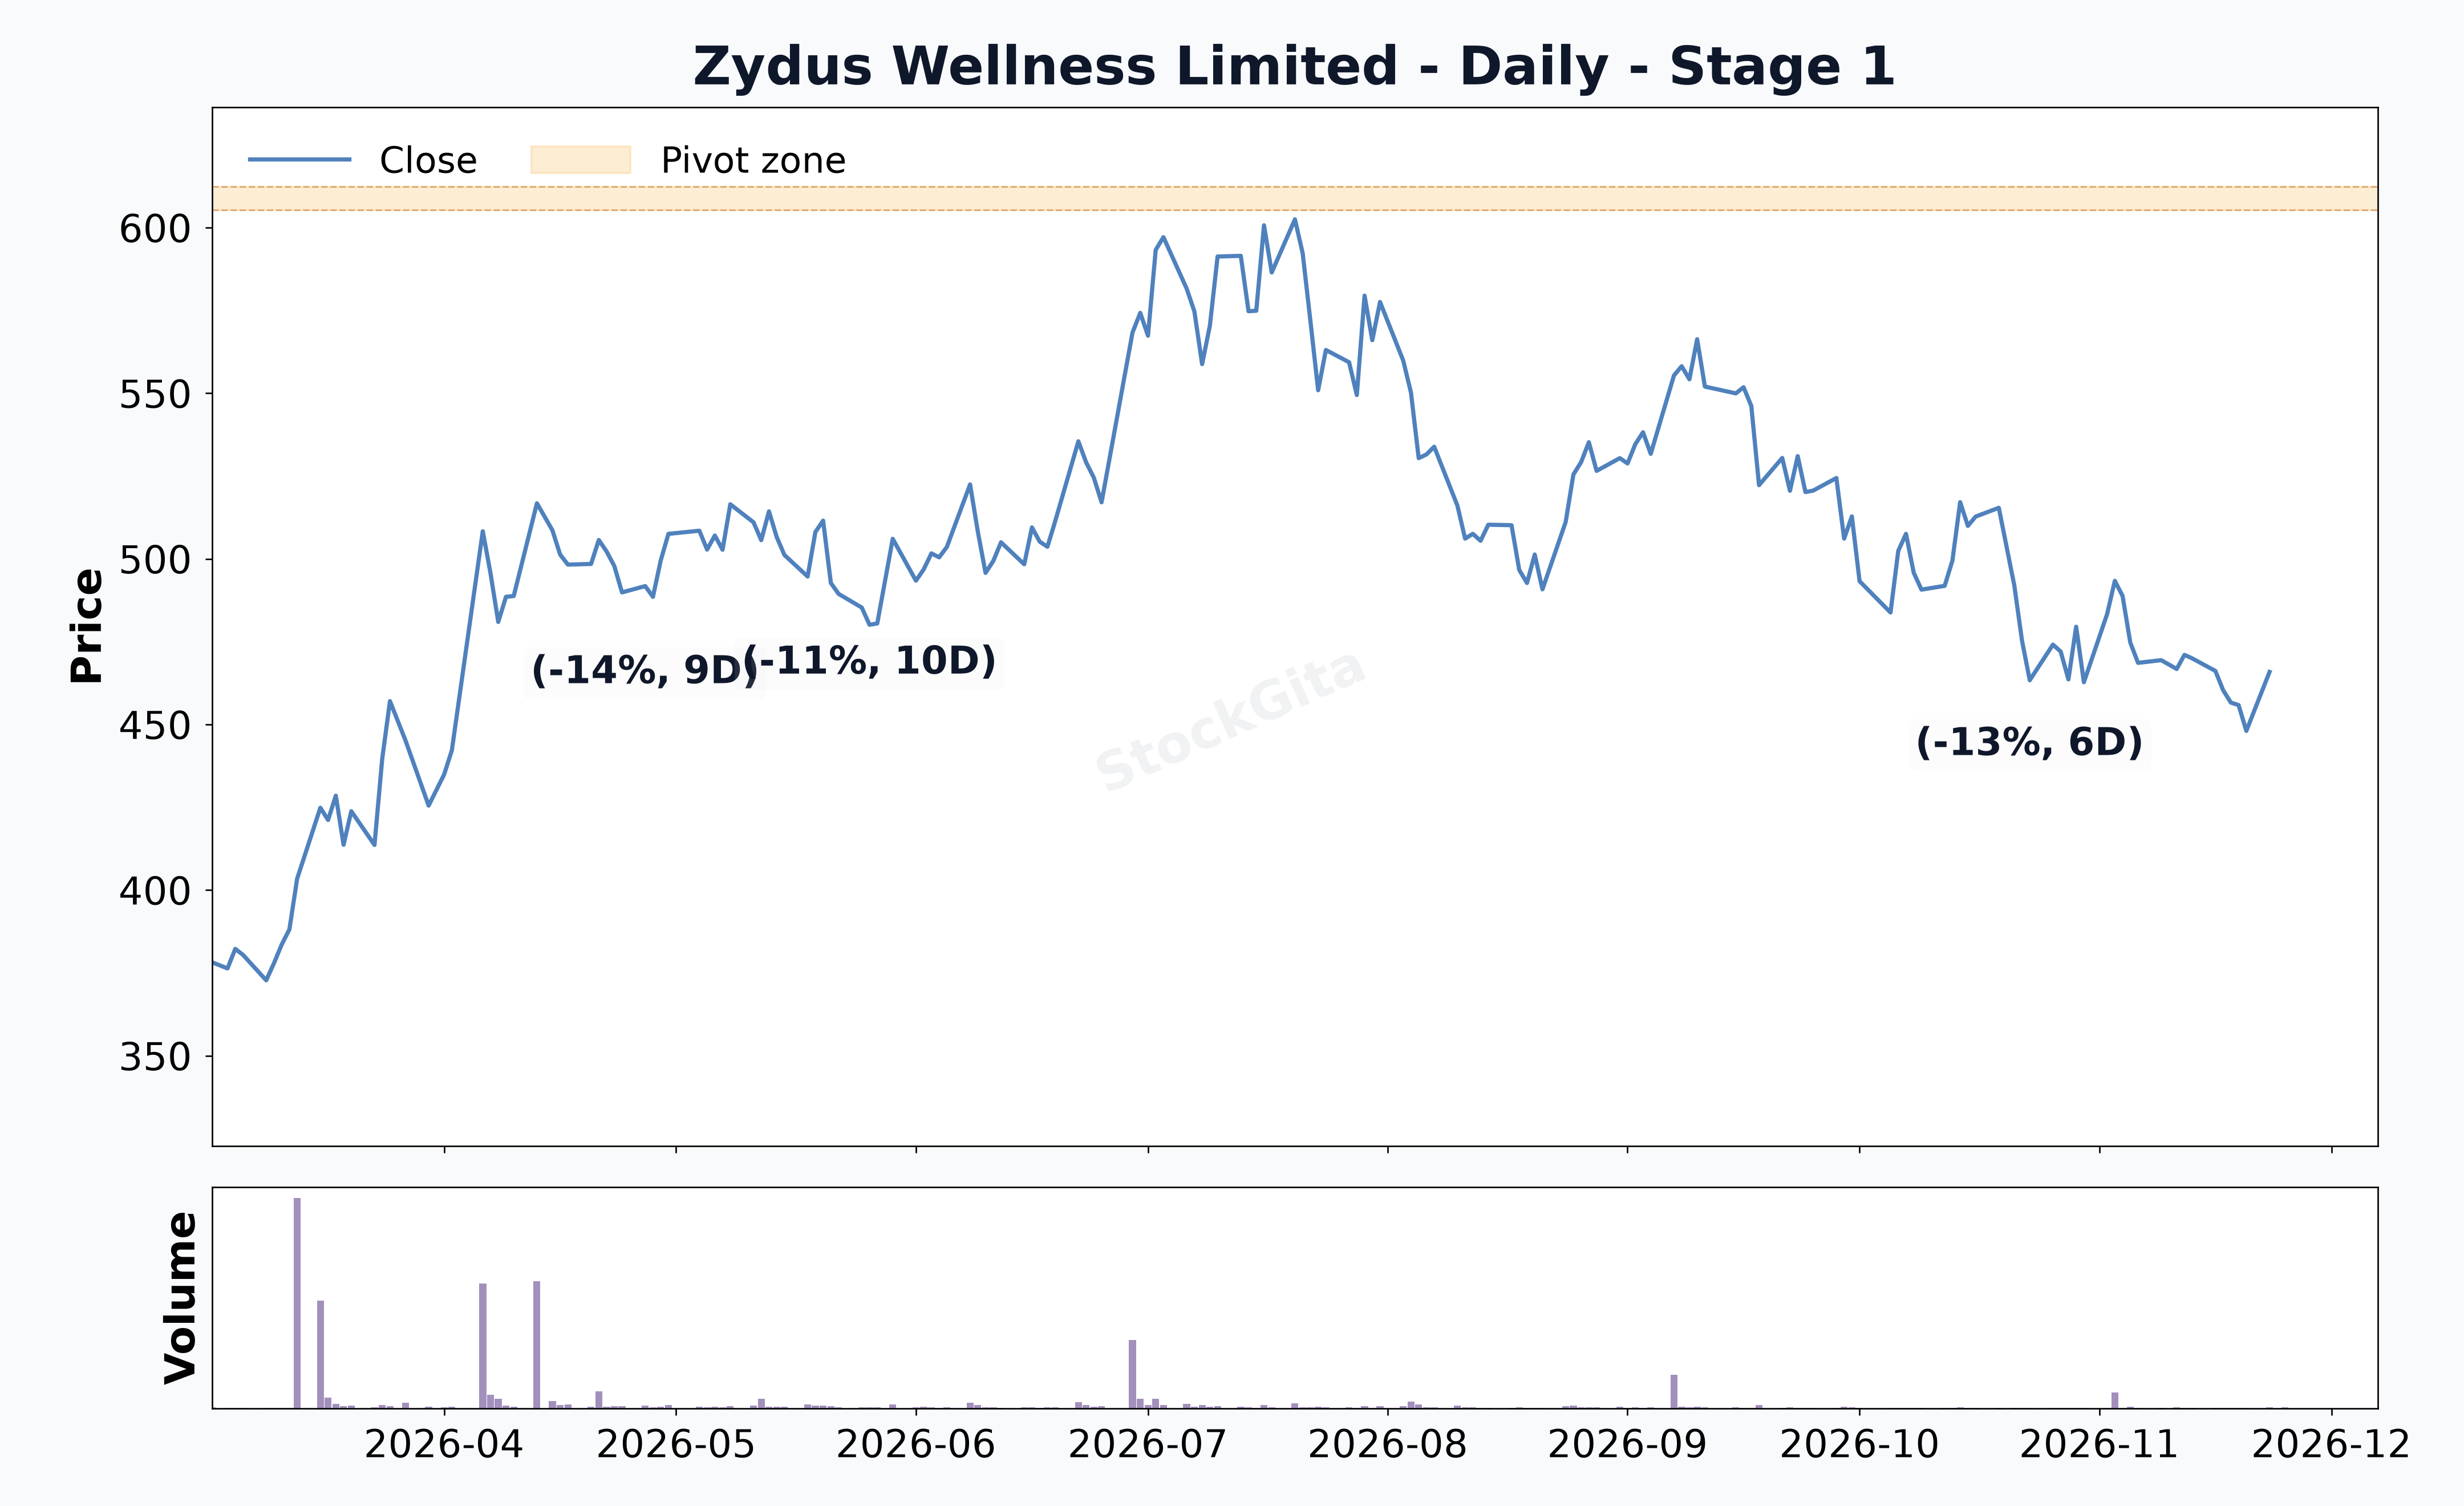 Zydus Wellness Limited - Daily - Stage 1
Close
Pivot zone
600
550
500
450
400
350
Price
(-14%, 9D)
(-11%, 10D)
(-13%, 6D)
StockGita
Volume
2026-04
2026-05
2026-06
2026-07
2026-08
2026-09
2026-10
2026-11
2026-12